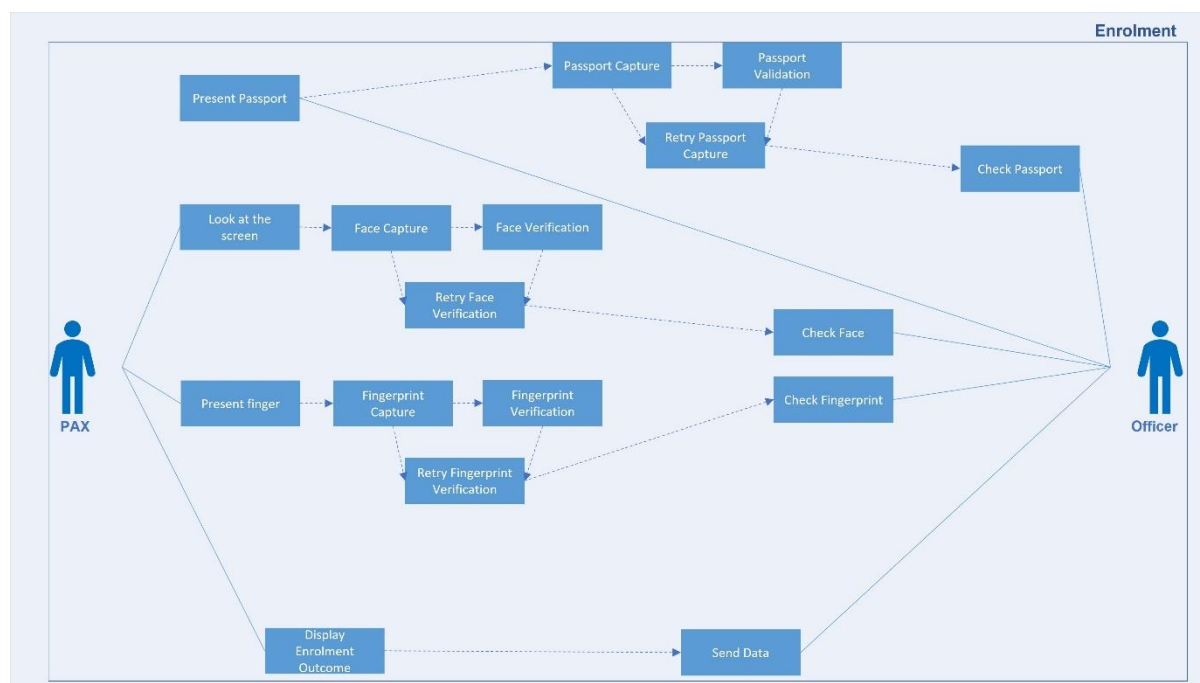 Enrolment
Passport Capture
Passport
Validation
Present Passport
Retry Passport
Capture
Check Passport
Look at the
screen
Face Capture
Face Verification
Retry Face
Verification
Check Face
PAX
Present finger
Fingerprint
Capture
Fingerprint
Verification
Check Fingerprint
Officer
Retry Fingerprint
Verification
Display
Enrolment
Outcome
Send Data